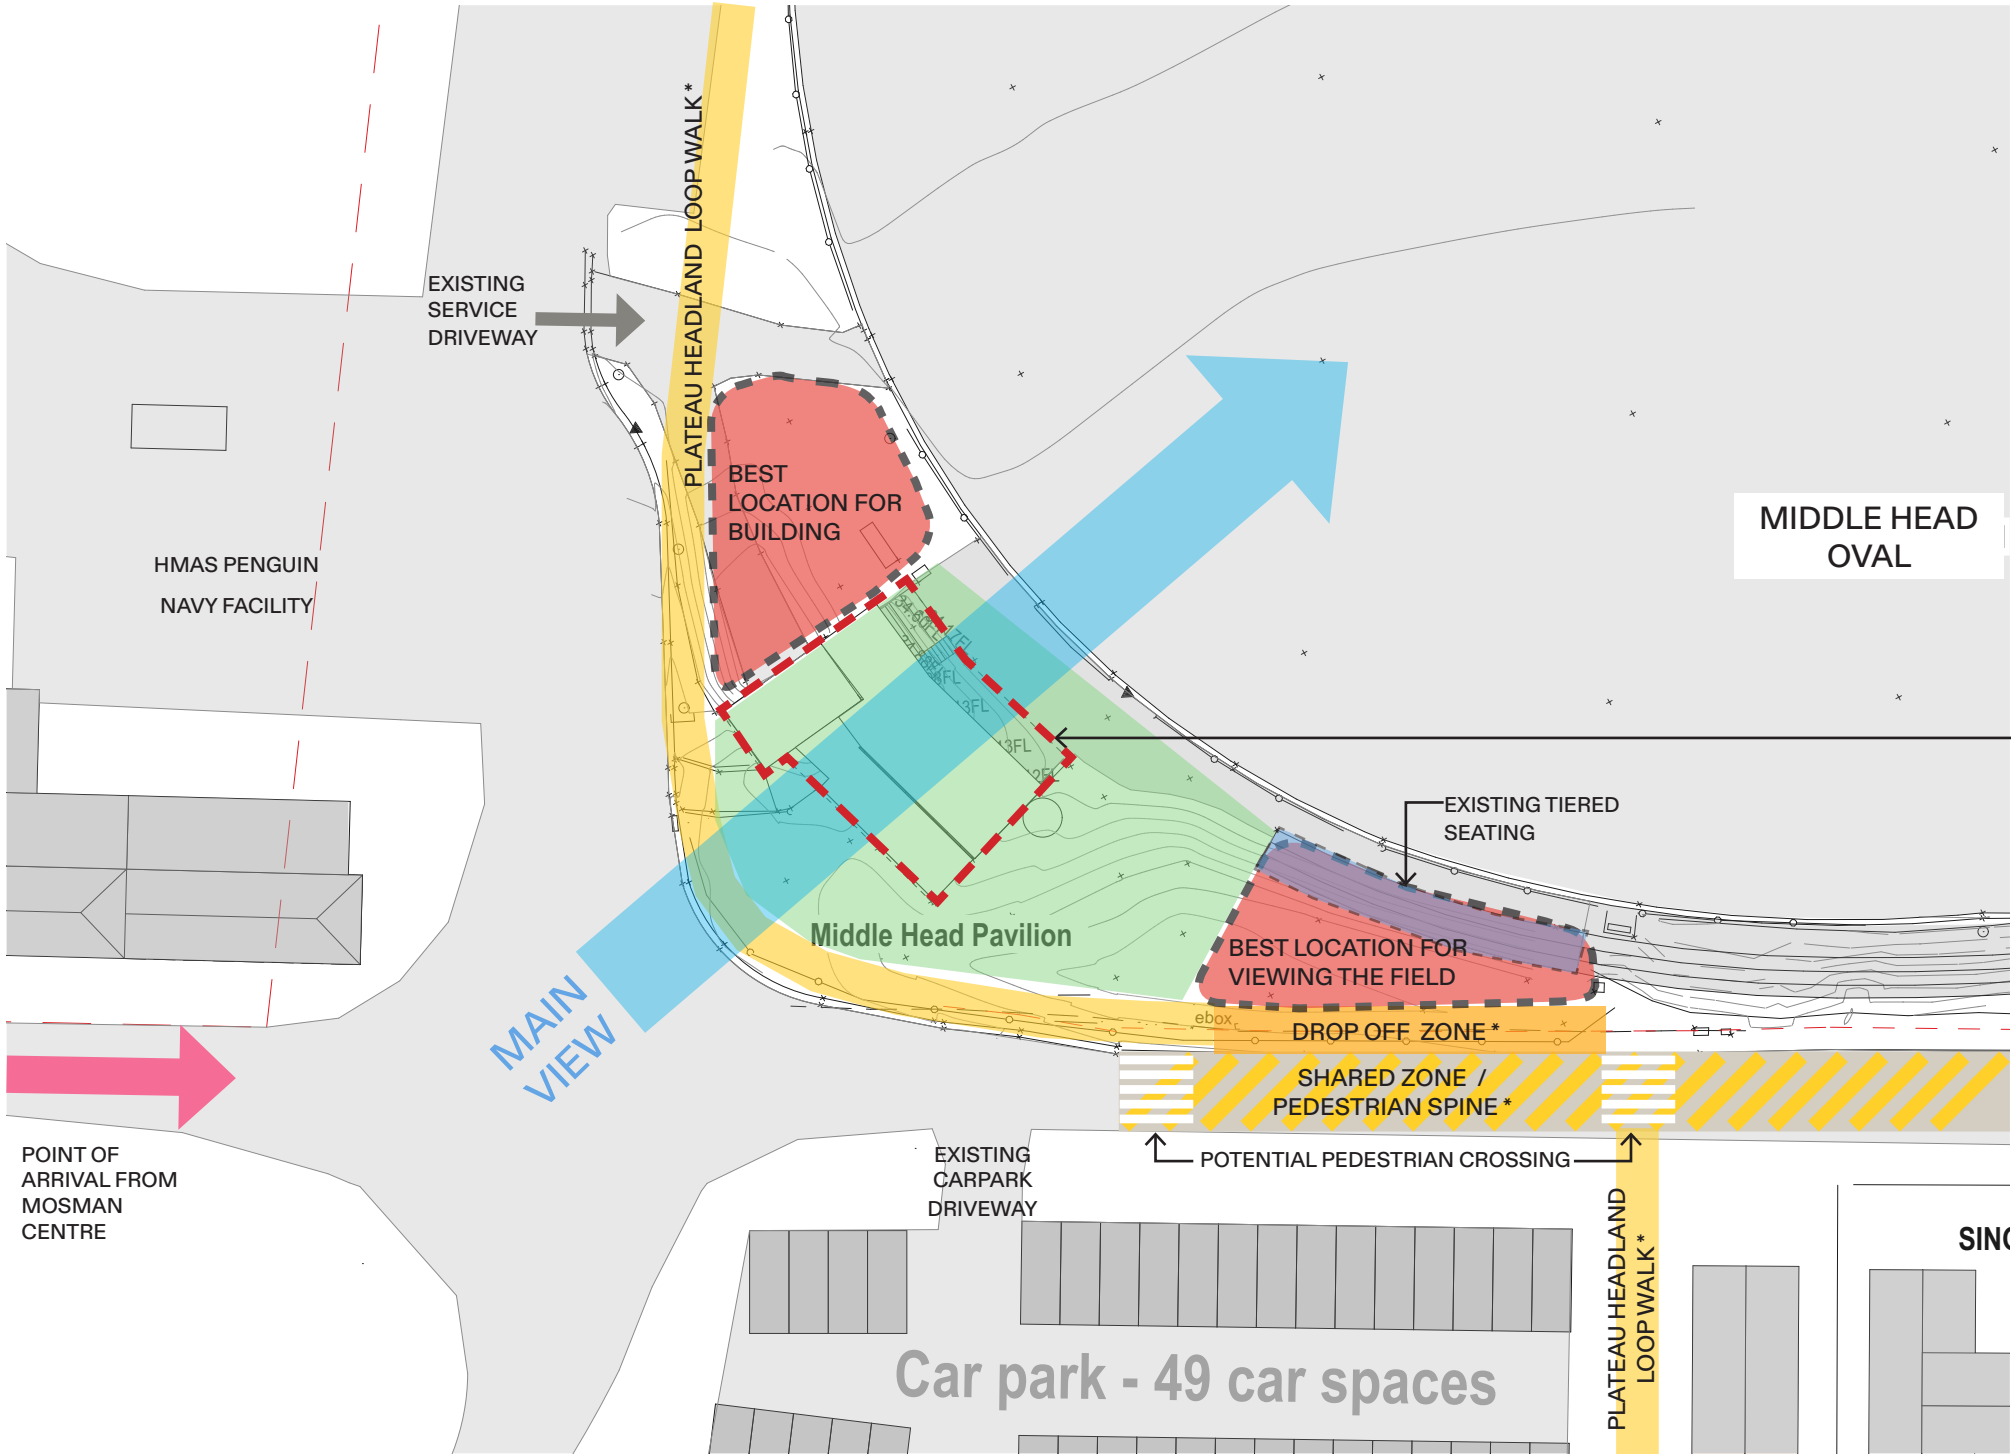 PLATEAU HEADLAND LOOP WALK *
EXISTING
SERVICE
DRIVEWAY
BEST
LOCATION FOR
BUILDING
MIDDLE HEAD
OVAL
HMAS PENGUIN
NAVY FACILITY
13FL
13FL
2FL
EXISTING TIERED
SEATING
Middle Head Pavilion
BEST LOCATION FOR
VIEWING THE FIELD
MAIN
VIEW
ebox
DROP OFF ZONE *
SHARED ZONE /
PEDESTRIAN SPINE *
POINT OF
ARRIVAL FROM
MOSMAN
CENTRE
EXISTING
CARPARK
DRIVEWAY
POTENTIAL PEDESTRIAN CROSSING
PLATEAU HEADLAND
LOOP WALK *
Car park - 49 car spaces